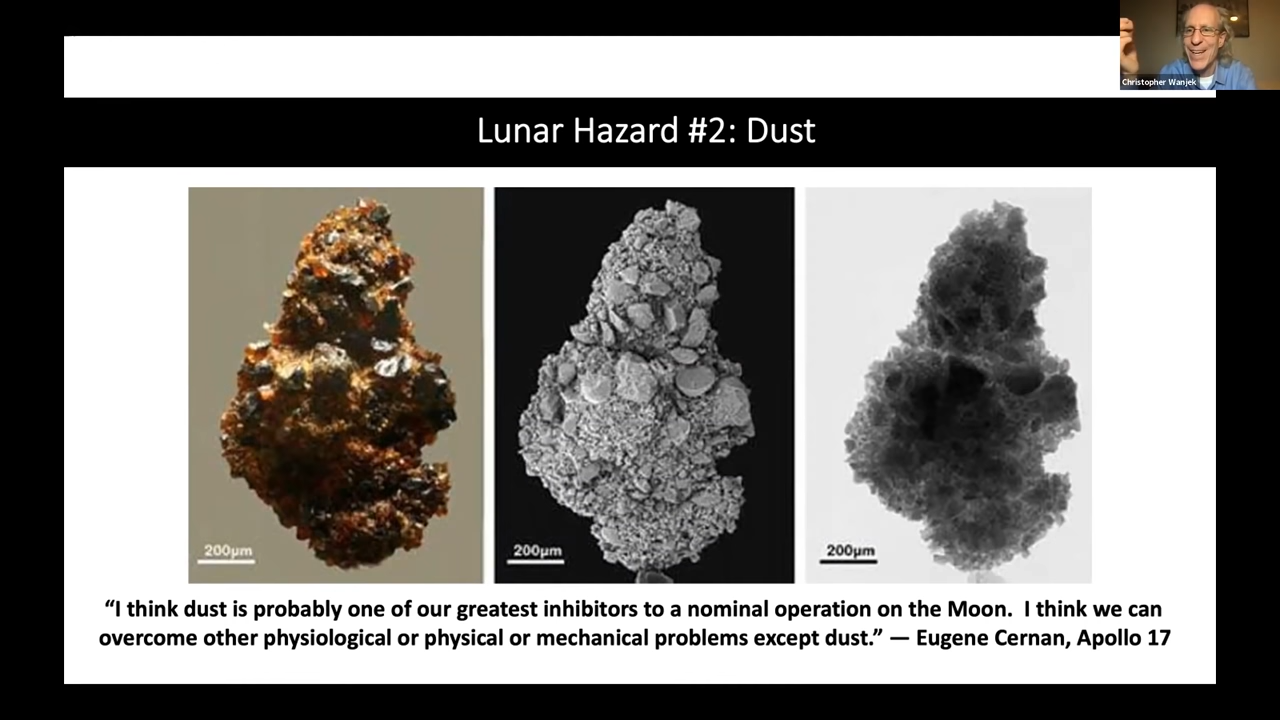 Christopher Wanjek
Lunar Hazard #2: Dust
200µm
200µm
200µm
“I think dust is probably one of our greatest inhibitors to a nominal operation on the Moon.  I think we can
overcome other physiological or physical or mechanical problems except dust.” — Eugene Cernan, Apollo 17